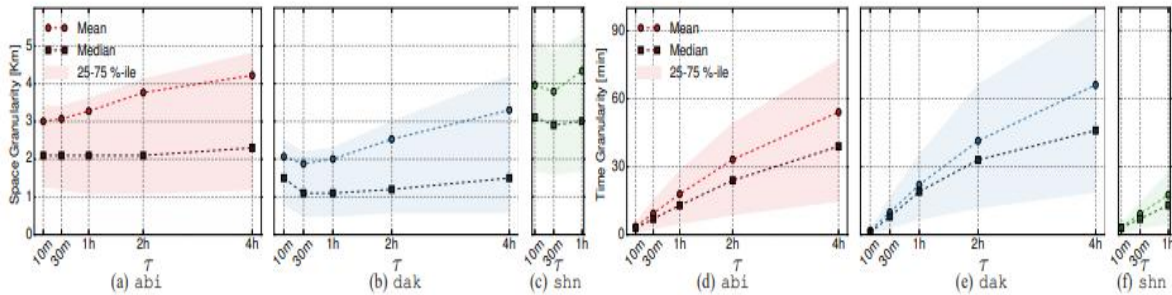 Space Granularity [Km]
5
4
3
2
1
0
Mean
Median
25-75 %-ile
10m
30m
1h
2h
4h
τ
(a) abi
10m
30m
1h
2h
4h
τ
(b) dak
10m
30m
1h
τ
(c) shn
Time Granularity [min]
90
60
30
0
Mean
Median
25-75 %-ile
10m
30m
1h
2h
4h
τ
(d) abi
10m
30m
1h
2h
4h
τ
(e) dak
10m
30m
1h
τ
(f) shn